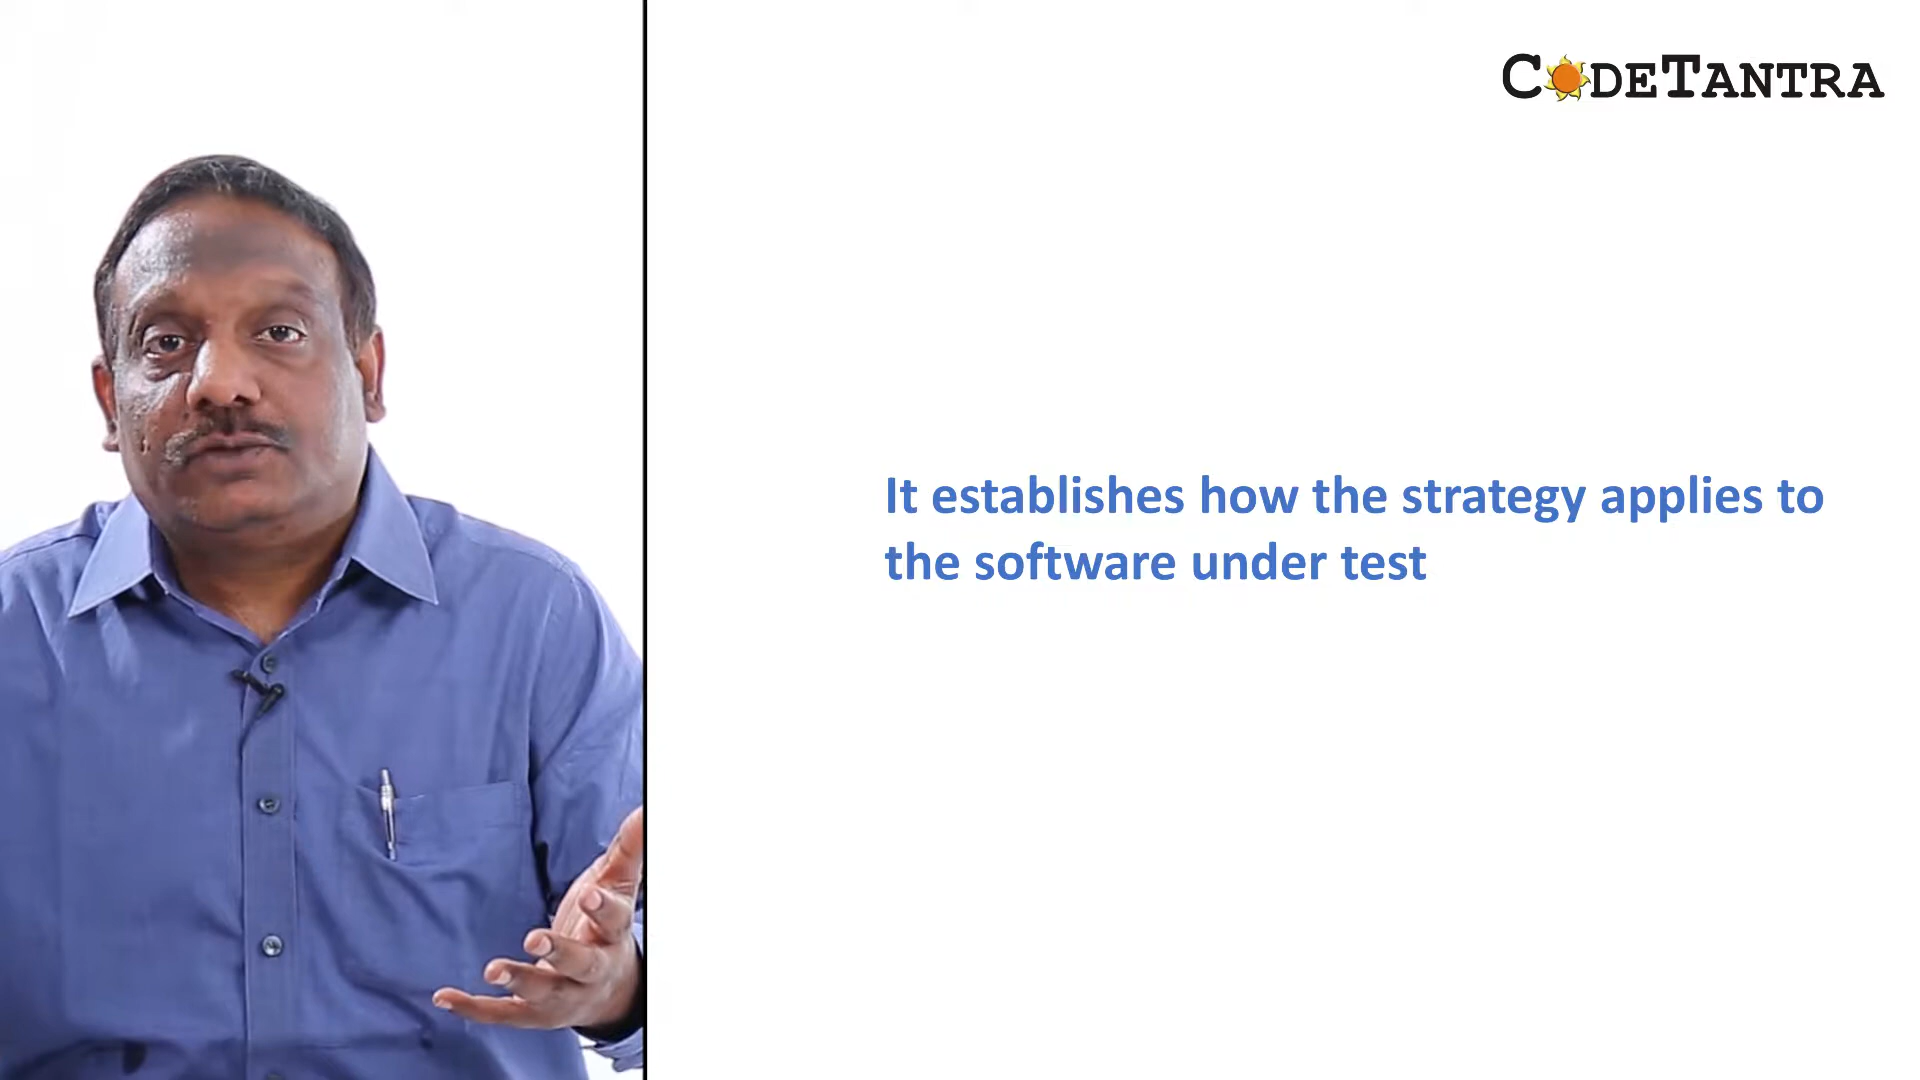 CODETANTRA
It establishes how the strategy applies to
the software under test